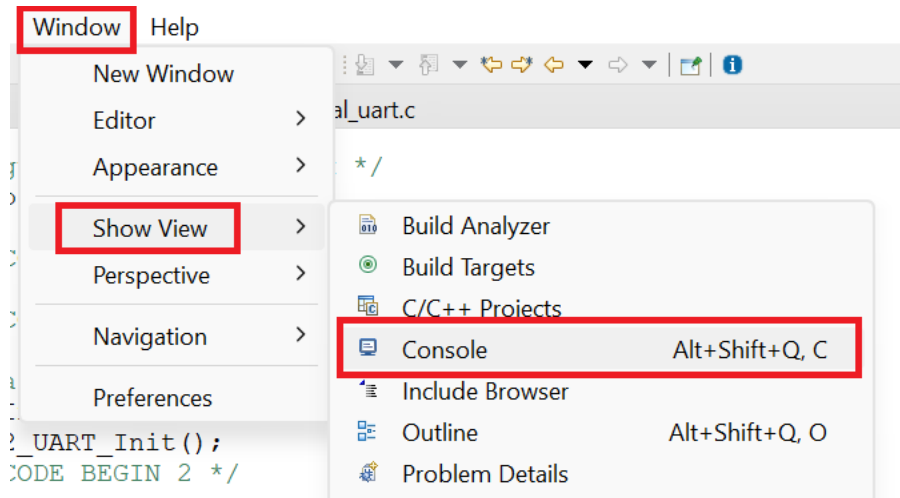 Window Help
New Window
Editor
al_uart.c
Appearance
*/
Show View
Build Analyzer
Build Targets
Perspective
C/C++ Projects
Navigation
Console Alt+Shift+Q, C
Include Browser
Preferences
Outline Alt+Shift+Q, O
_UART_Init();
CODE BEGIN 2 */
Problem Details